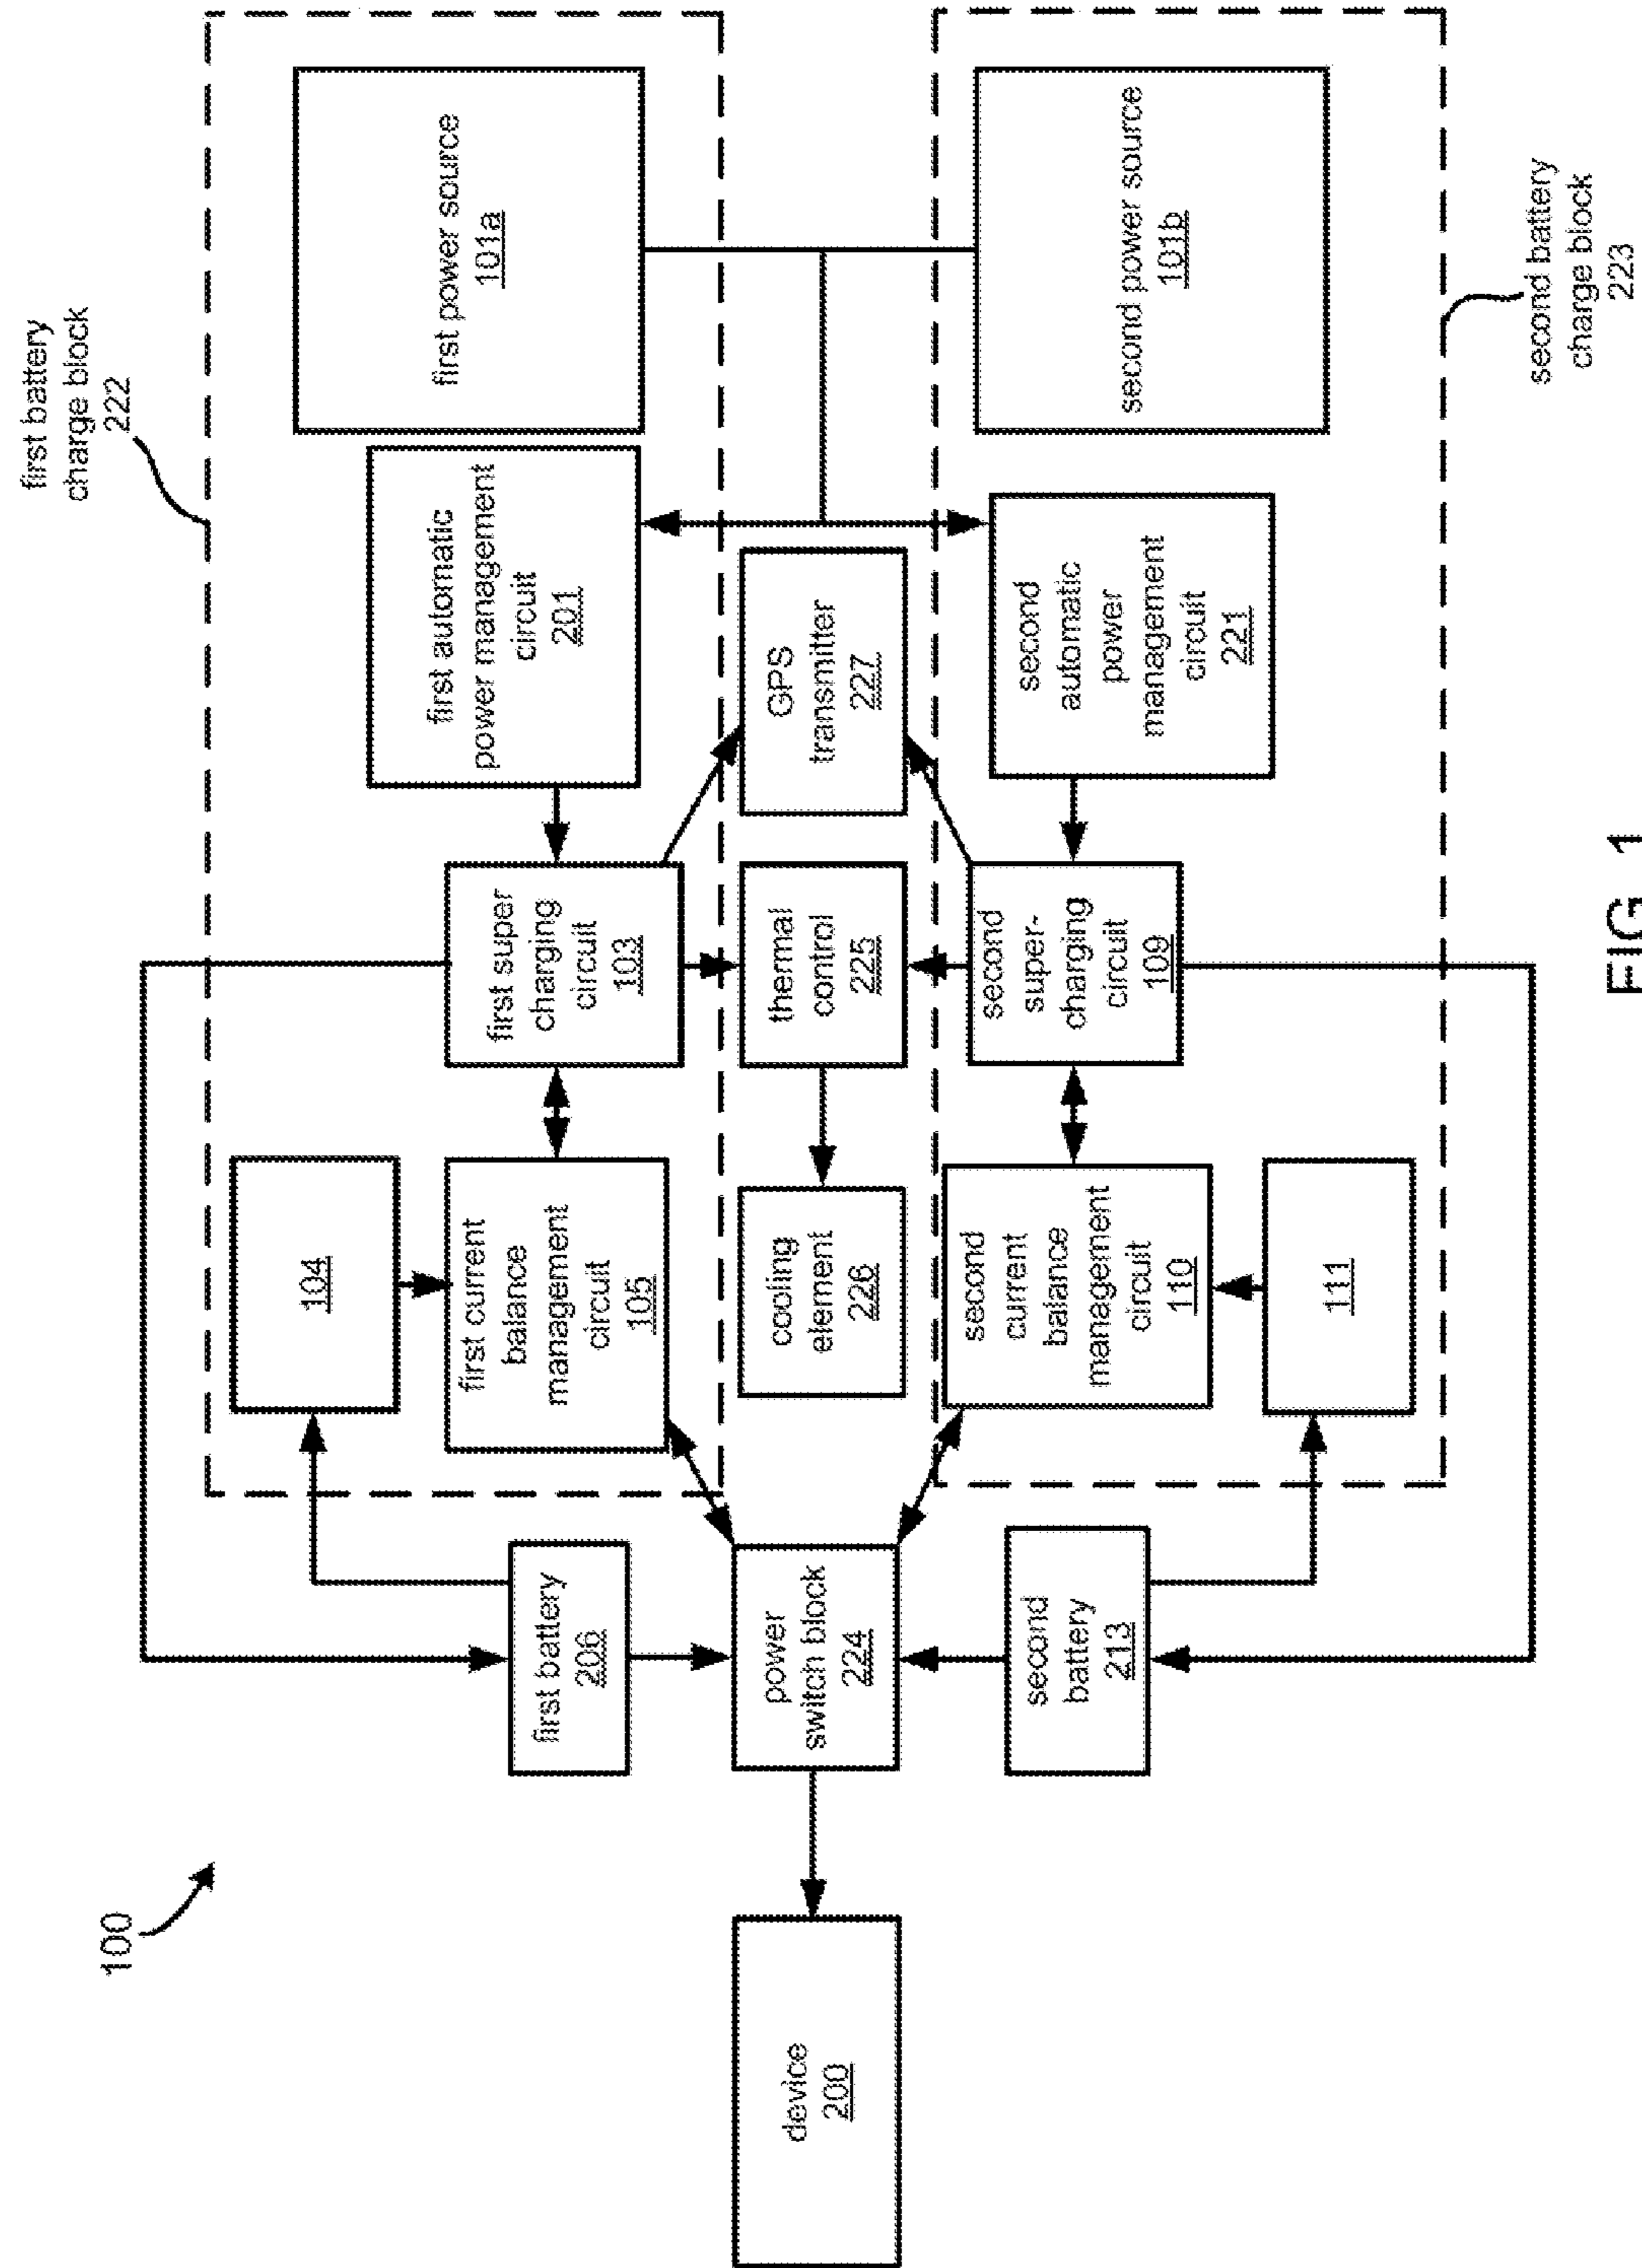 100
first battery
charge block
222
first power source
101a
first automatic
power management
circuit
201
first super
charging
circuit
103
104
first current
balance
management
circuit
105
first battery
206
GPS
transmitter
227
thermal
control
225
cooling
element
226
power
switch block
224
device
200
second power source
101b
second
automatic
power
management
circuit
221
second
super-
charging
circuit
109
second
current
balance
management
circuit
110
111
second
battery
213
second battery
charge block
223
FIG. 1